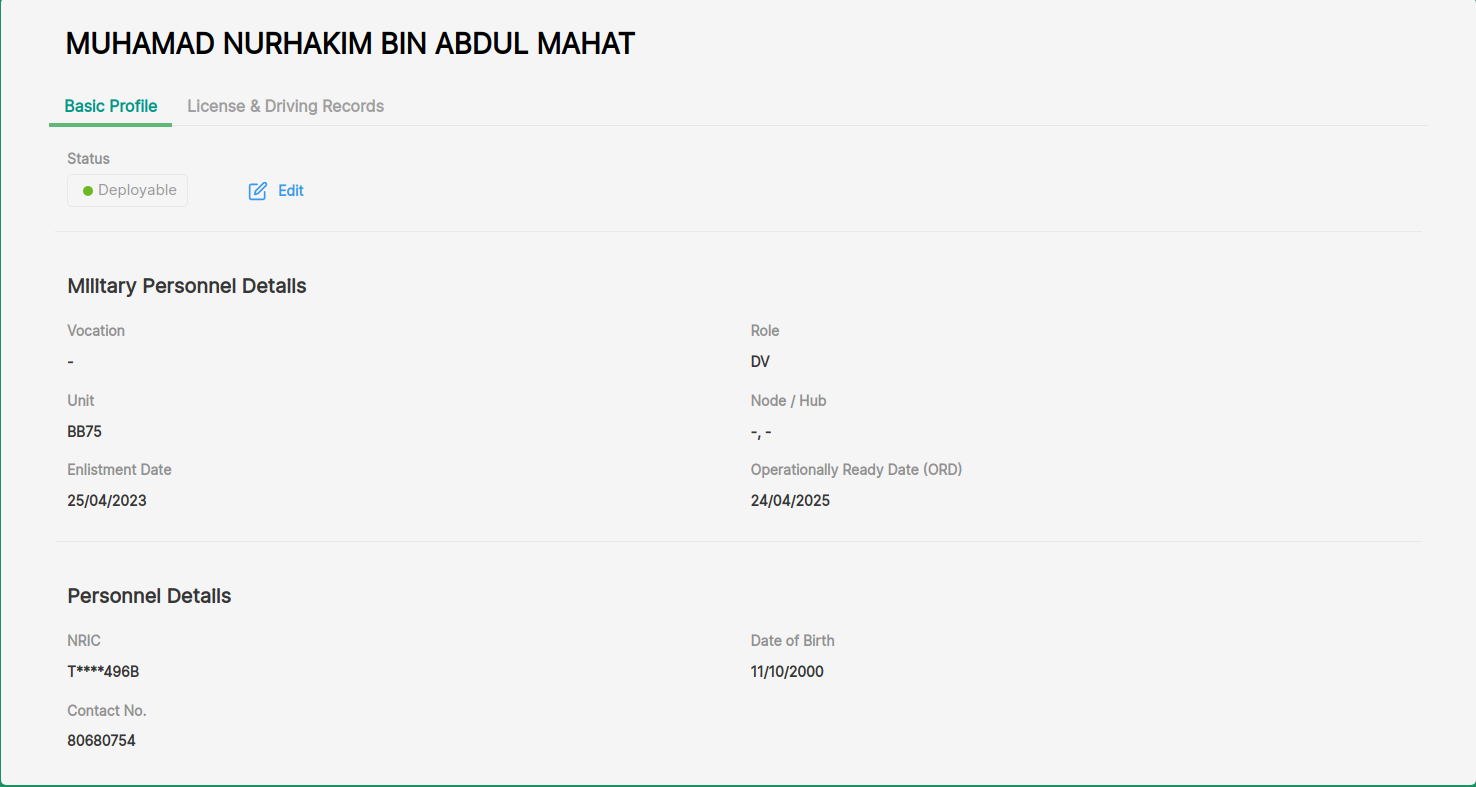 MUHAMAD NURHAKIM BIN ABDUL MAHAT
Basic Profile License & Driving Records
Status
Deployable Edit
Military Personnel Details
Vocation Role
- DV
Unit Node / Hub
BB75 -, -
Enlistment Date Operationally Ready Date (ORD)
25/04/2023 24/04/2025
Personnel Details
NRIC Date of Birth
T****496B 11/10/2000
Contact No.
80680754